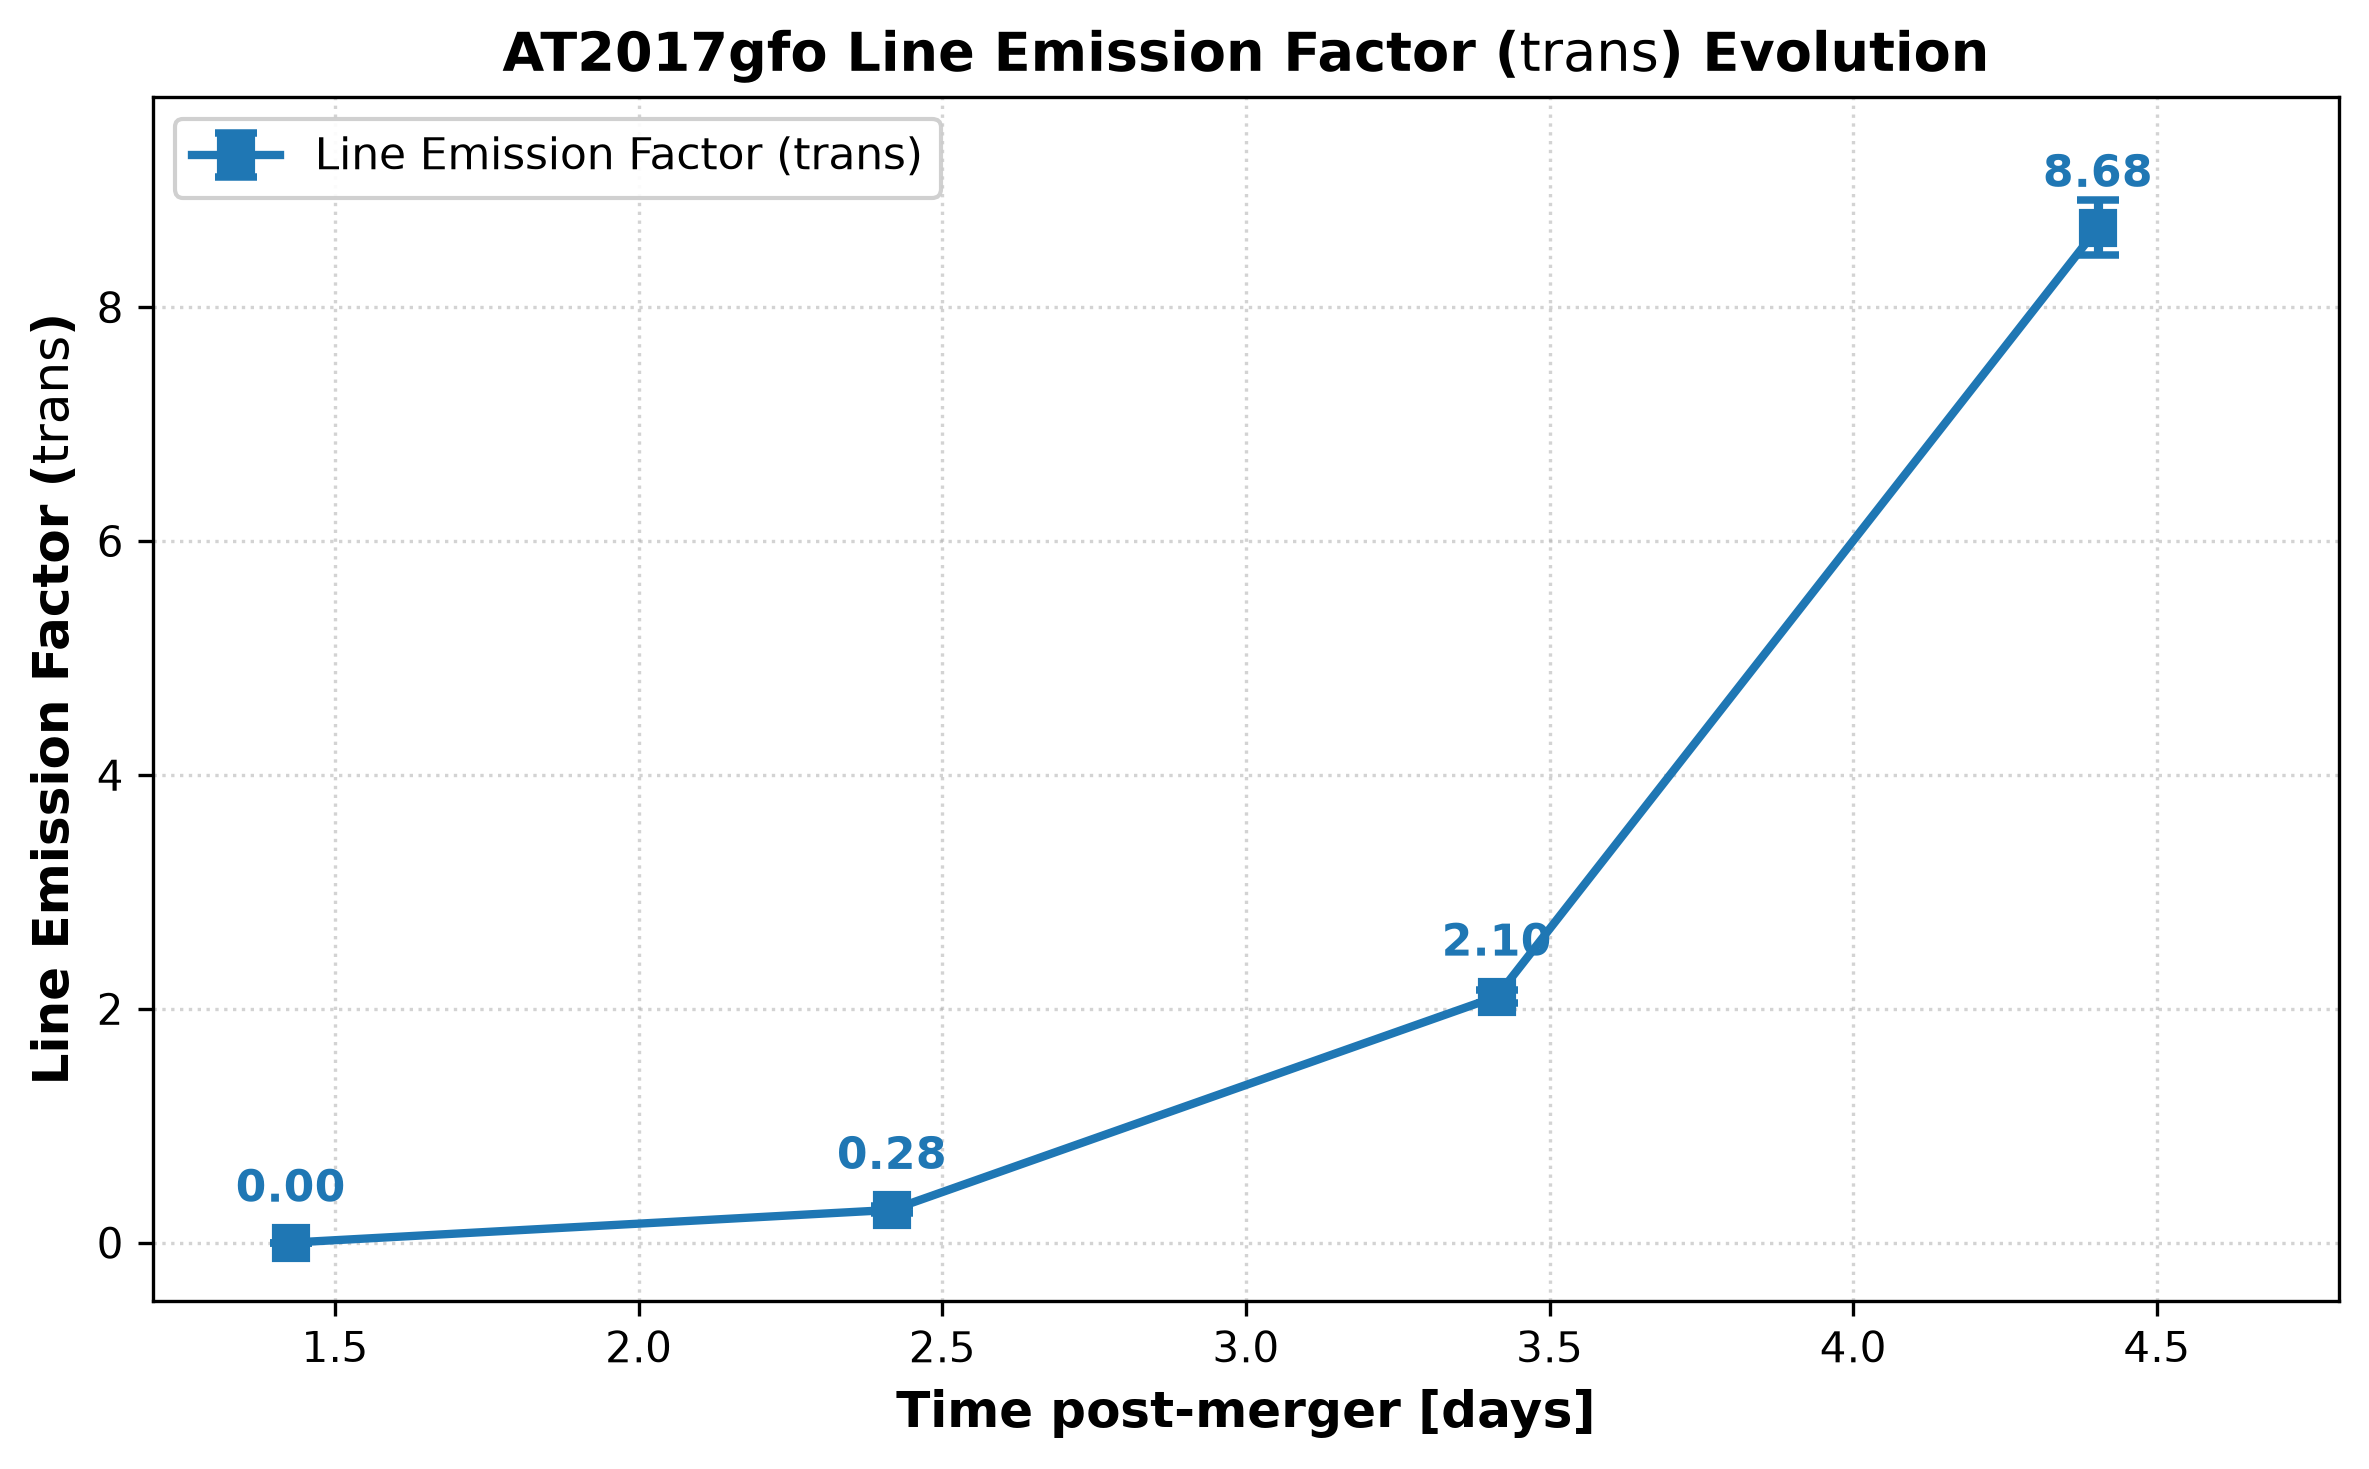 AT2017gfo Line Emission Factor (trans) Evolution
Line Emission Factor (trans)
8.68
8
6
4
2.10
2
0.28
0.00
0
1.5 2.0 2.5 3.0 3.5 4.0 4.5
Time post-merger [days]
Line Emission Factor (trans)